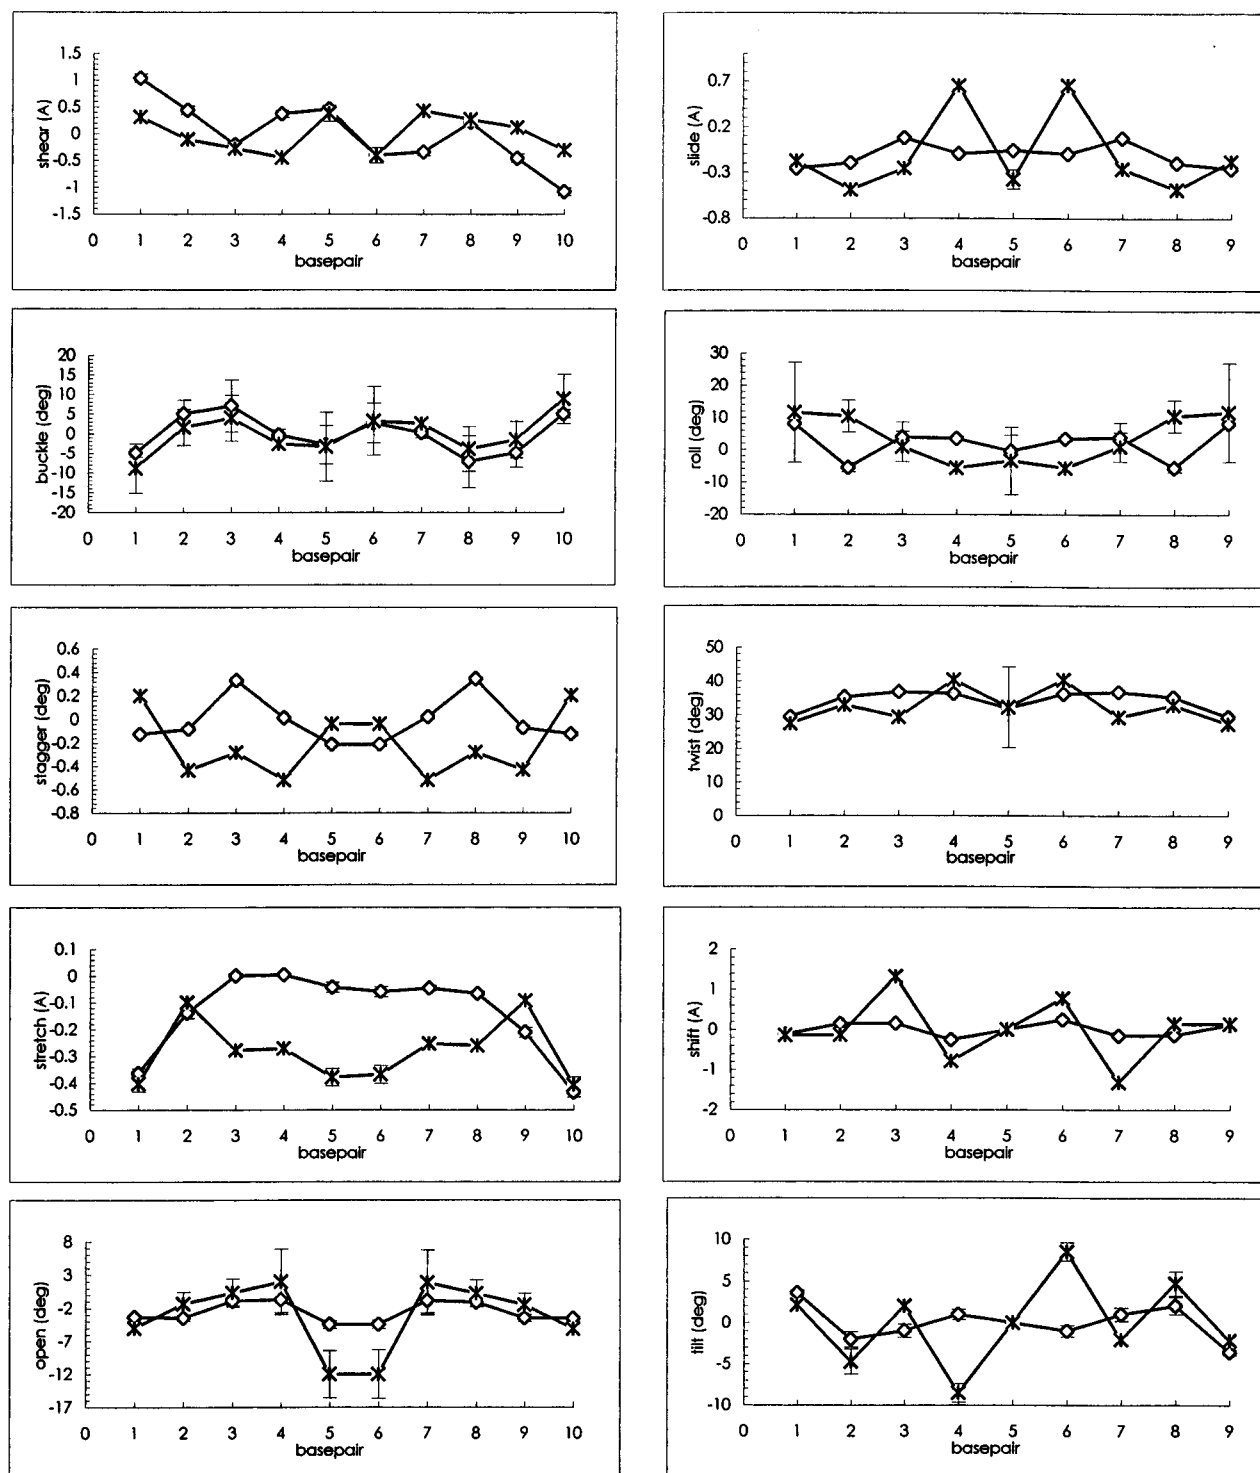 shear (A)
1.5
1
0.5
0
-0.5
-1
-1.5
0 1 2 3 4 5 6 7 8 9 10
basepair
slide (A)
0.7
0.2
-0.3
-0.8
0 1 2 3 4 5 6 7 8 9
basepair
buckle (deg)
20
15
10
5
0
-5
-10
-15
-20
0 1 2 3 4 5 6 7 8 9 10
basepair
roll (deg)
30
20
10
0
-10
-20
0 1 2 3 4 5 6 7 8 9
basepair
stagger (deg)
0.6
0.4
0.2
0
-0.2
-0.4
-0.6
-0.8
0 1 2 3 4 5 6 7 8 9 10
basepair
twist (deg)
50
40
30
20
10
0
0 1 2 3 4 5 6 7 8 9
basepair
stretch (A)
0.1
0
-0.1
-0.2
-0.3
-0.4
-0.5
0 1 2 3 4 5 6 7 8 9 10
basepair
shift (A)
2
1
0
-1
-2
0 1 2 3 4 5 6 7 8 9
basepair
open (deg)
8
3
-2
-7
-12
-17
0 1 2 3 4 5 6 7 8 9 10
basepair
tilt (deg)
10
5
0
-5
-10
0 1 2 3 4 5 6 7 8 9
basepair